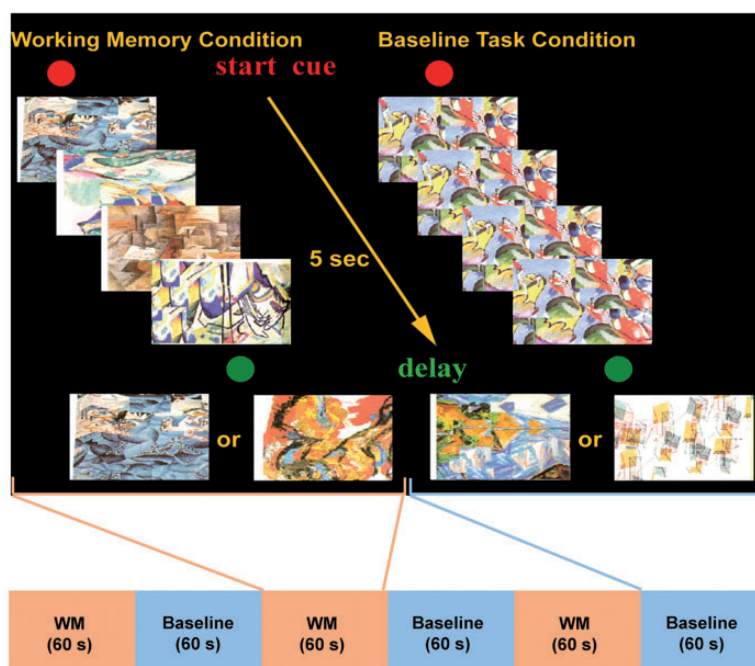 Working Memory Condition
Baseline Task Condition
start cue
5 sec
delay
or
or
WM
(60 s)
Baseline
(60 s)
WM
(60 s)
Baseline
(60 s)
WM
(60 s)
Baseline
(60 s)